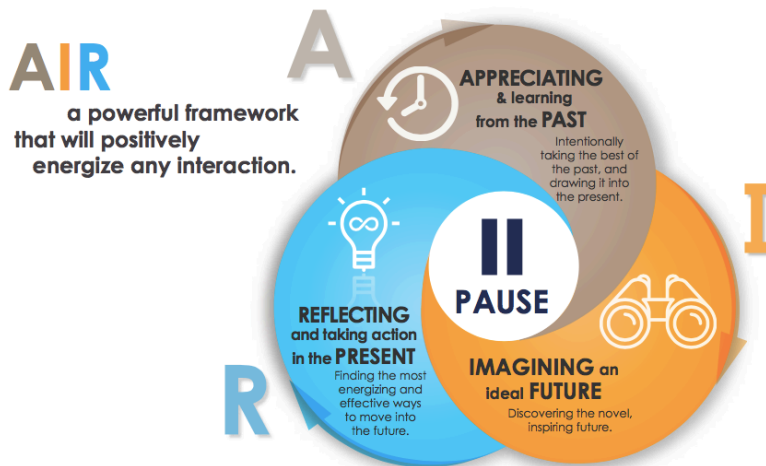 AIR
a powerful framework
that will positively
energize any interaction.
A
APPRECIATING
& learning
from the PAST
Intentionally
taking the best of
the past, and
drawing it into
the present.
I
II
PAUSE
IMAGINING an
ideal FUTURE
Discovering the novel,
inspiring future.
R
REFLECTING
and taking action
in the PRESENT
Finding the most
energizing and
effective ways
to move into
the future.